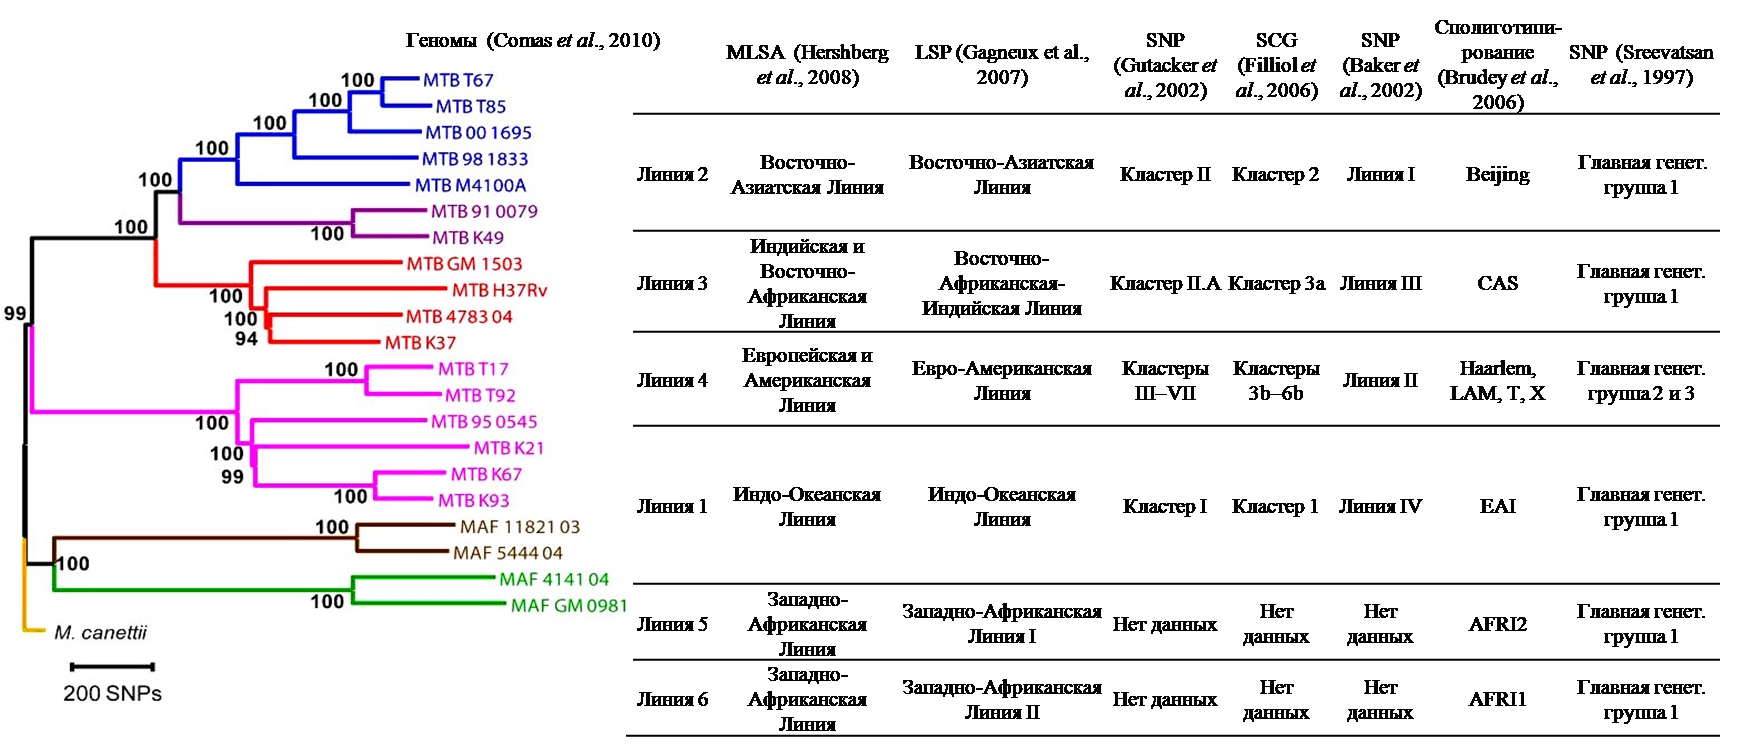 Геномы (Comas et al., 2010)
MLSA (Hershberg
et al., 2008)
LSP (Gagneux et al.,
2007)
SNP
(Gutacker et
al., 2002)
SCG
(Filliol et
al., 2006)
SNP
(Baker et
al., 2002)
Сполиготипи-
рование
(Brudey et al.,
2006)
SNP (Sreevatsan
et al., 1997)
100
MTB T67
100
MTB T85
100
MTB 00 1695
100
MTB 98 1833
100
MTB M4100A
MTB 91 0079
100
MTB K49
100
MTB GM 1503
100
MTB H37Rv
100
MTB 4783 04
94
MTB K37
99
100
MTB T17
MTB T92
100
MTB 95 0545
100
MTB K21
99
MTB K67
100
MTB K93
100
MAF 11821 03
MAF 5444 04
100
MAF 4141 04
100
MAF GM 0981
M. canettii
200 SNPs
Линия 2
Восточно-
Азиатская Линия
Восточно-Азиатская
Линия
Кластер II
Кластер 2
Линия I
Beijing
Главная генет.
группа 1
Линия 3
Индийская и
Восточно-
Африканская
Линия
Восточно-
Африканская-
Индийская Линия
Кластер II.A
Кластер 3a
Линия III
CAS
Главная генет.
группа 1
Линия 4
Европейская и
Американская
Линия
Евро-Американская
Линия
Кластеры
III–VII
Кластеры
3b–6b
Линия II
Haarlem,
LAM, T, X
Главная генет.
группа 2 и 3
Линия 1
Индо-Океанская
Линия
Индо-Океанская
Линия
Кластер I
Кластер 1
Линия IV
EAI
Главная генет.
группа 1
Линия 5
Западно-
Африканская
Линия
Западно-Африканская
Линия I
Нет данных
Нет
данных
Нет
данных
AFRI2
Главная генет.
группа 1
Линия 6
Западно-
Африканская
Линия
Западно-Африканская
Линия II
Нет данных
Нет
данных
Нет
данных
AFRI1
Главная генет.
группа 1